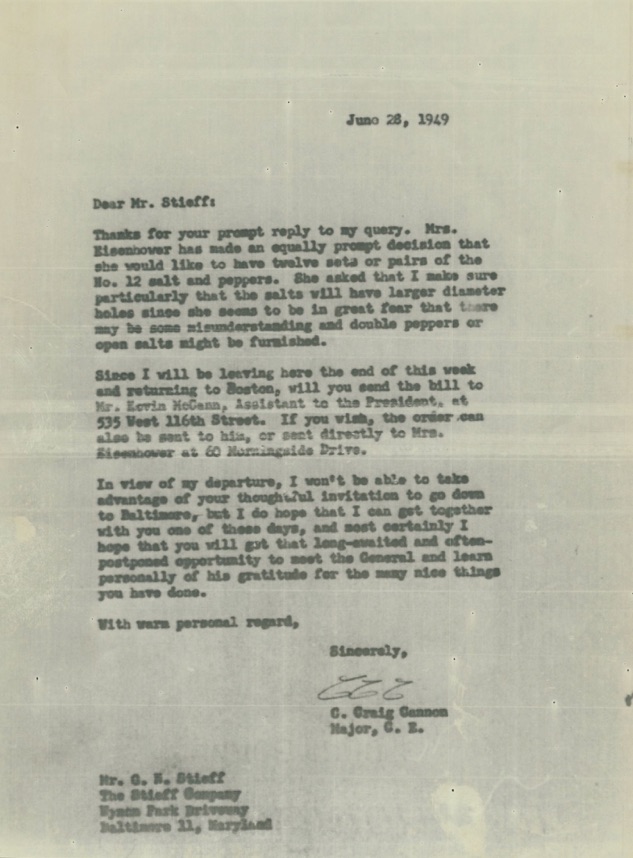 June 28, 1949
Dear Mr. Stieff:
Thanks for your prompt reply to my query. Mrs.
Eisenhower has made an equally prompt decision that
she would like to have twelve sets or pairs of the
No. 12 salt and peppers. She asked that I make sure
particularly that the salts will have larger diameter
holes since she seems to be in great fear that there
may be some misunderstanding and double peppers or
open salts might be furnished.
Since I will be leaving here the end of this week
and returning to Boston, will you send the bill to
Mr. Kevin McCann, Assistant to the President, at
535 West 116th Street. If you wish, the order can
also be sent to him, or sent directly to Mrs.
Eisenhower at 60 Morningside Drive.
In view of my departure, I won't be able to take
advantage of your thoughtful invitation to go down
to Baltimore, but I do hope that I can get together
with you one of these days, and most certainly I
hope that you will get that long-awaited and often-
postponed opportunity to meet the General and learn
personally of his gratitude for the many nice things
you have done.
With warm personal regard,
Sincerely,
C. Craig Cannon
Major, C. E.
Mr. G. N. Stieff
The Stieff Company
Wyman Park Driveway
Baltimore 11, Maryland